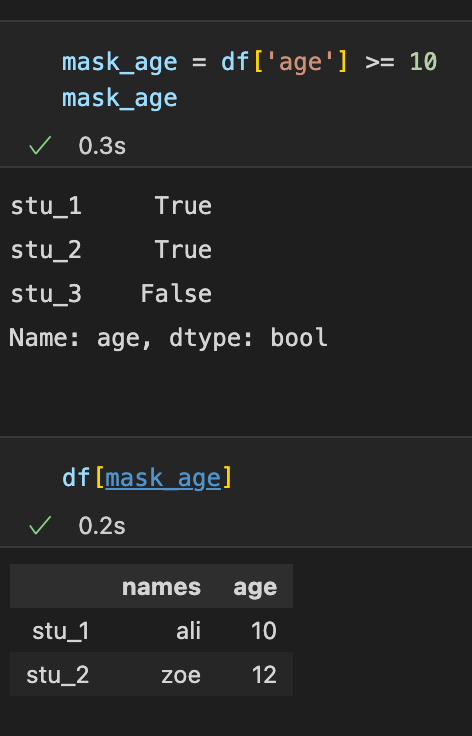 mask_age = df['age'] >= 10
mask_age
0.3s
stu_1 True
stu_2 True
stu_3 False
Name: age, dtype: bool
df[mask_age]
0.2s
names age
stu_1 ali 10
stu_2 zoe 12